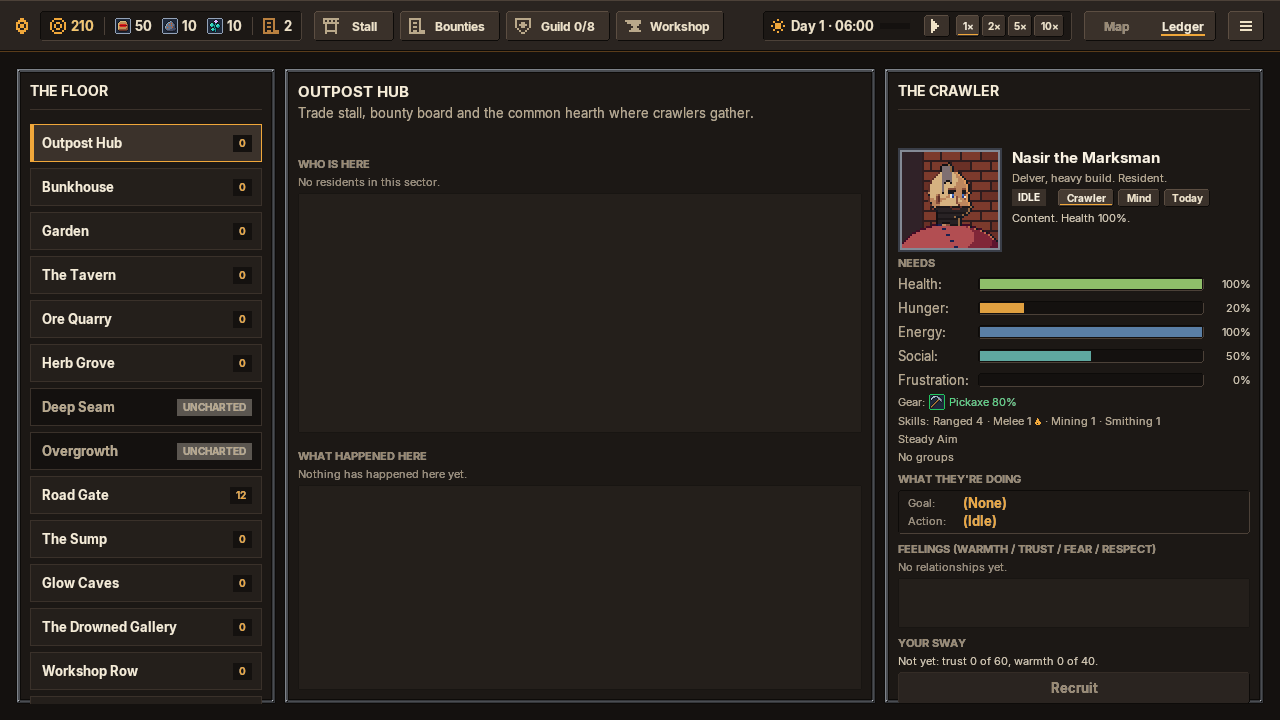 210 50 10 10 2 Stall Bounties Guild 0/8 Workshop Day 1 · 06:00 1x 2x 5x 10x Map Ledger
THE FLOOR
Outpost Hub 0
Bunkhouse 0
Garden 0
The Tavern 0
Ore Quarry 0
Herb Grove 0
Deep Seam UNCHARTED
Overgrowth UNCHARTED
Road Gate 12
The Sump 0
Glow Caves 0
The Drowned Gallery 0
Workshop Row 0
OUTPOST HUB
Trade stall, bounty board and the common hearth where crawlers gather.
WHO IS HERE
No residents in this sector.
WHAT HAPPENED HERE
Nothing has happened here yet.
THE CRAWLER
Nasir the Marksman
Delver, heavy build. Resident.
IDLE Crawler Mind Today
Content. Health 100%.
NEEDS
Health: 100%
Hunger: 20%
Energy: 100%
Social: 50%
Frustration: 0%
Gear: Pickaxe 80%
Skills: Ranged 4 · Melee 1 · Mining 1 · Smithing 1
Steady Aim
No groups
WHAT THEY'RE DOING
Goal: (None)
Action: (Idle)
FEELINGS (WARMTH / TRUST / FEAR / RESPECT)
No relationships yet.
YOUR SWAY
Not yet: trust 0 of 60, warmth 0 of 40.
Recruit